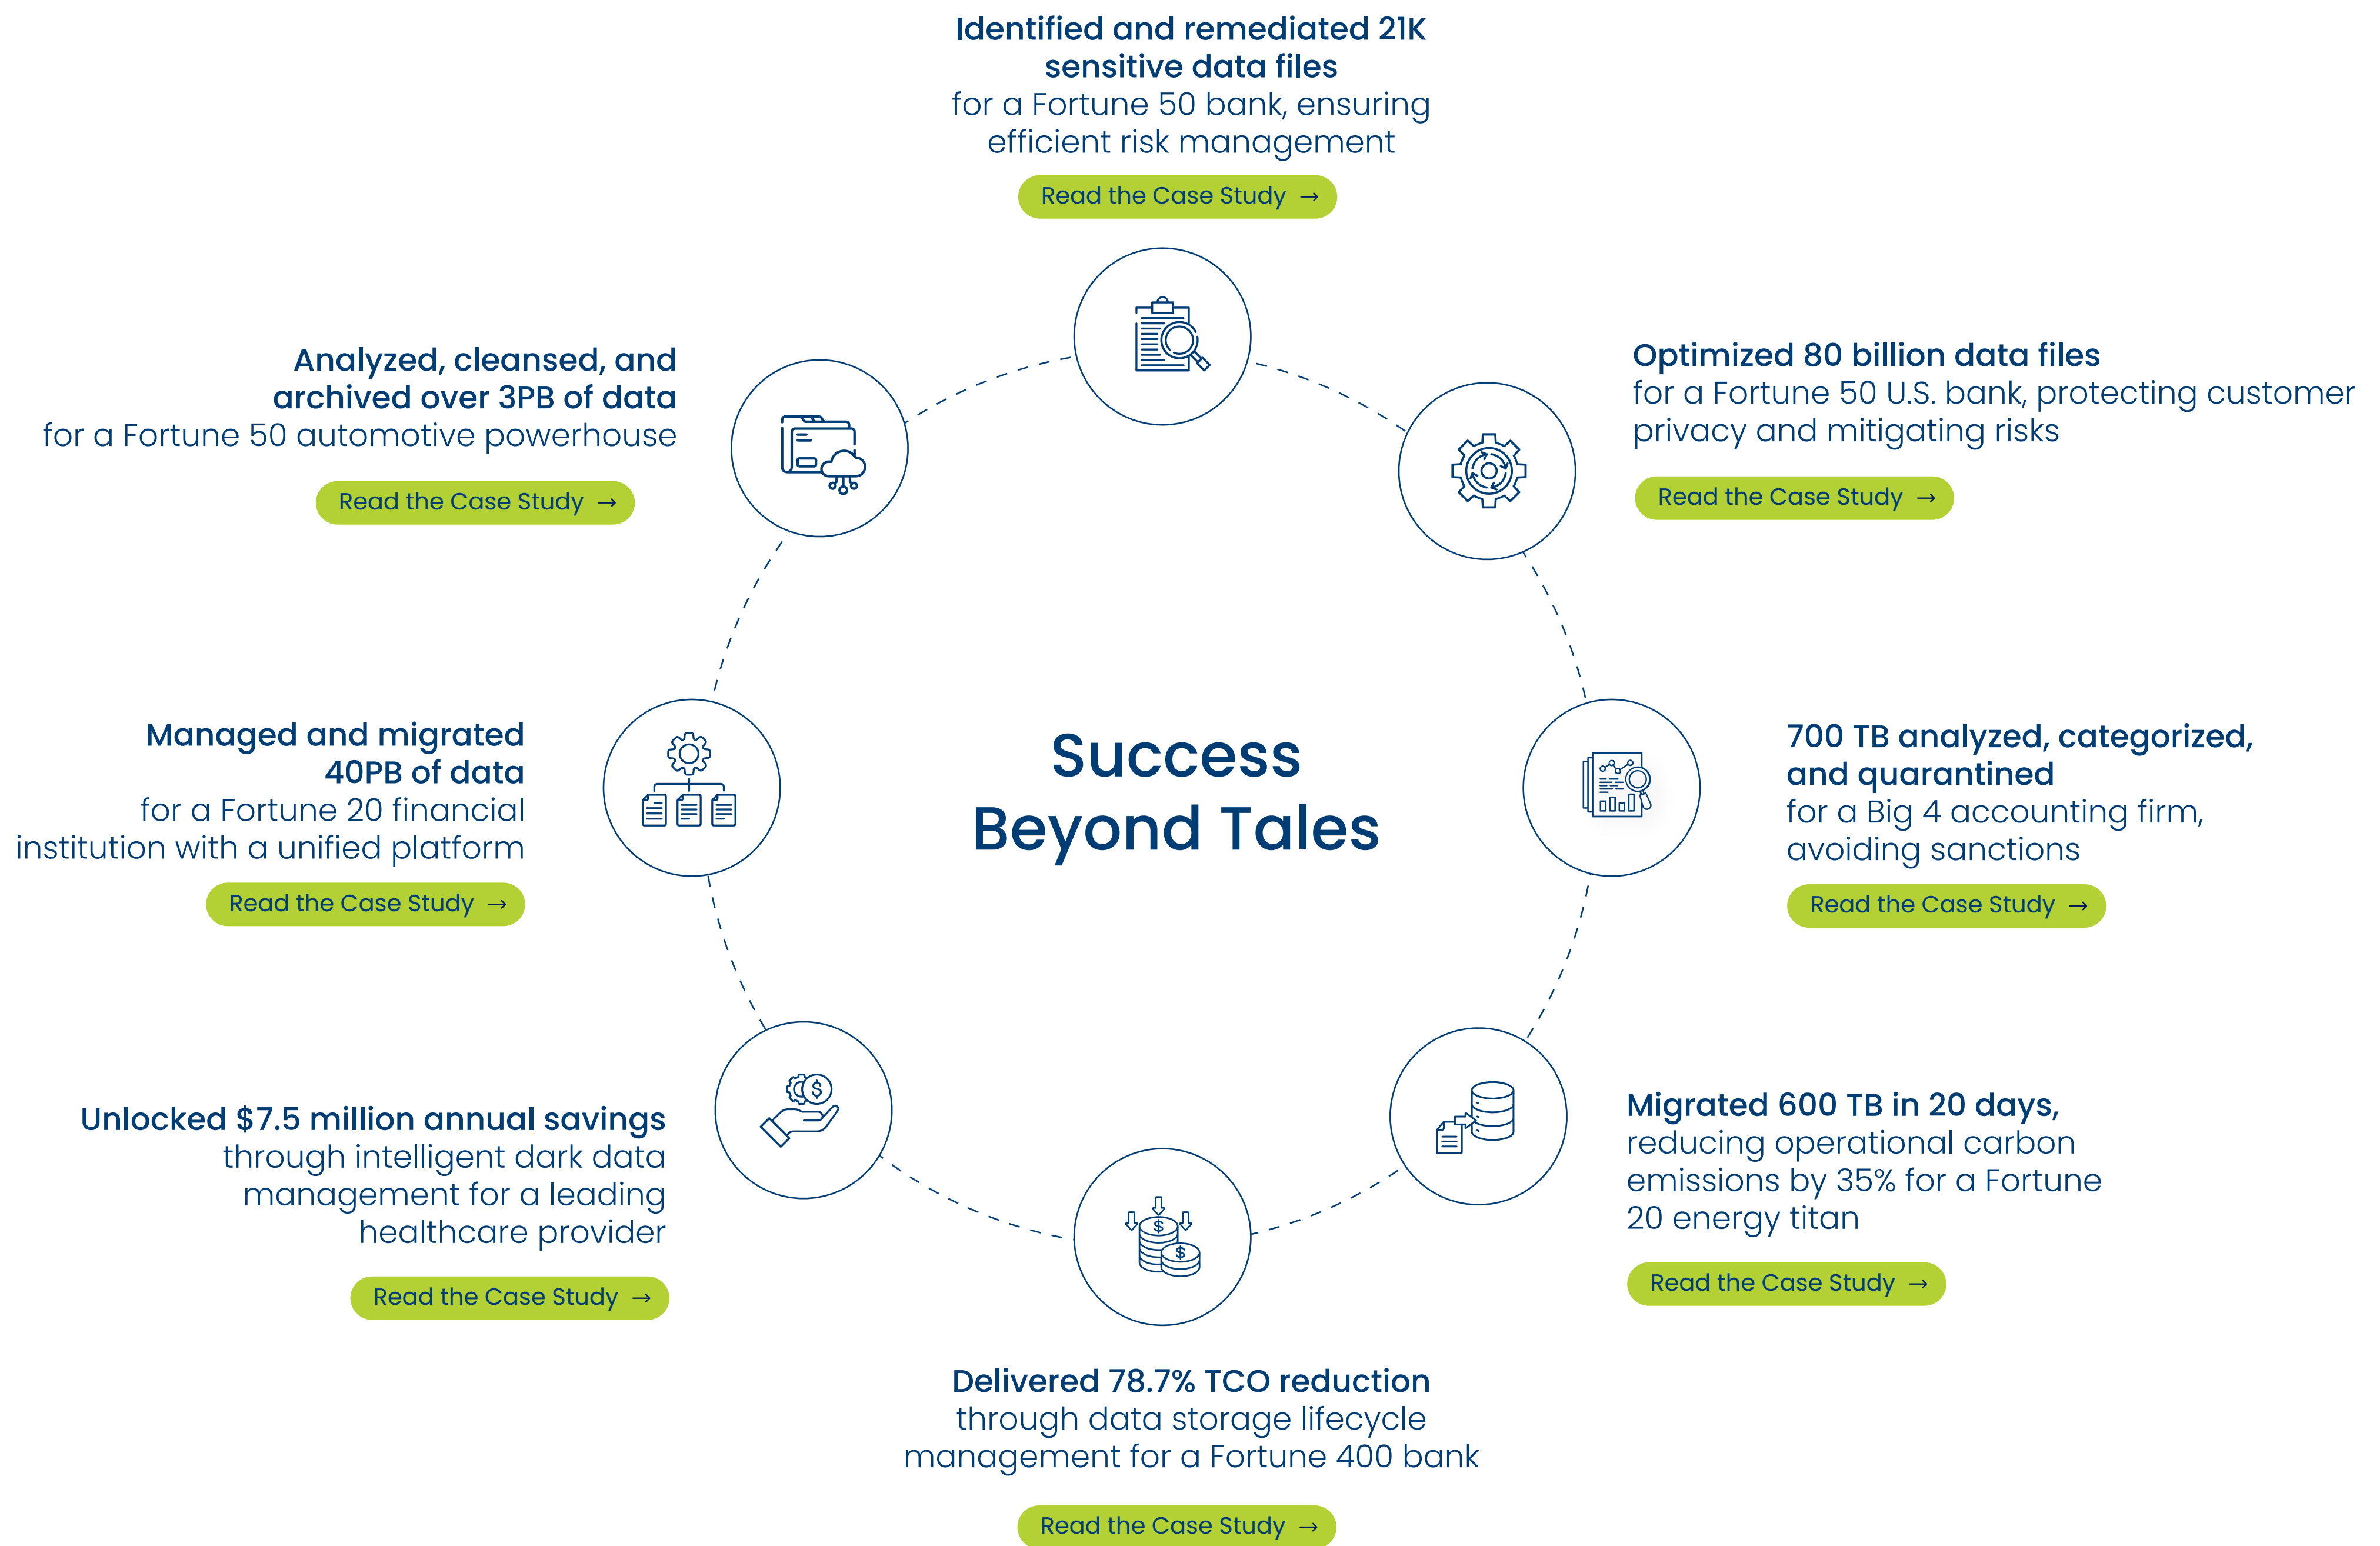 Identified and remediated 21K
sensitive data files
for a Fortune 50 bank, ensuring
efficient risk management
Read the Case Study →
Optimized 80 billion data files
for a Fortune 50 U.S. bank, protecting customer
privacy and mitigating risks
Read the Case Study →
700 TB analyzed, categorized,
and quarantined
for a Big 4 accounting firm,
avoiding sanctions
Read the Case Study →
Migrated 600 TB in 20 days,
reducing operational carbon
emissions by 35% for a Fortune
20 energy titan
Read the Case Study →
Delivered 78.7% TCO reduction
through data storage lifecycle
management for a Fortune 400 bank
Read the Case Study →
Unlocked $7.5 million annual savings
through intelligent dark data
management for a leading
healthcare provider
Read the Case Study →
Managed and migrated
40PB of data
for a Fortune 20 financial
institution with a unified platform
Read the Case Study →
Analyzed, cleansed, and
archived over 3PB of data
for a Fortune 50 automotive powerhouse
Read the Case Study →
Success
Beyond Tales
$
$
$